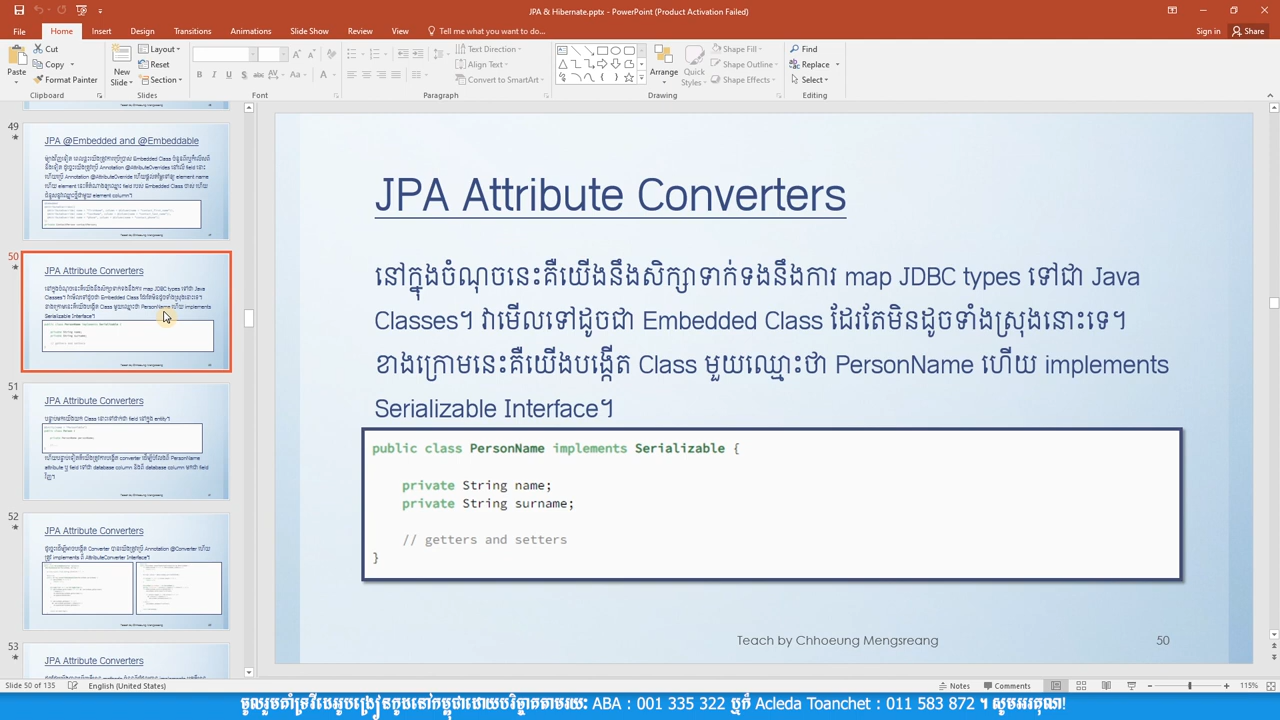 JPA & Hibernate.pptx - PowerPoint (Product Activation Failed)
File Home Insert Design Transitions Animations Slide Show Review View Tell me what you want to do... Sign in Share
Paste Cut Copy Format Painter Clipboard
New Slide Layout Reset Section Slides
Font
Text Direction Align Text Convert to SmartArt Paragraph
Arrange Quick Styles Shape Fill Shape Outline Shape Effects Drawing
Find Replace Select Editing
49
JPA @Embedded and @Embeddable
50
JPA Attribute Converters
51
JPA Attribute Converters
52
JPA Attribute Converters
53
JPA Attribute Converters
JPA Attribute Converters
នៅក្នុងចំណុចនេះគឺយើងនឹងសិក្សាទាក់ទងនឹងការ map JDBC types ទៅជា Java
Classes។ វាមើលទៅដូចជា Embedded Class ដែរតែមិនដូចទាំងស្រុងនោះទេ។
ខាងក្រោមនេះគឺយើងបង្កើត Class មួយឈ្មោះថា PersonName ហើយ implements
Serializable Interface។
public class PersonName implements Serializable {
private String name;
private String surname;
// getters and setters
}
Teach by Chhoeung Mengsreang 50
Slide 50 of 135 English (United States) Notes Comments 115%
ចូលរួមគាំទ្រវីដេអូបង្រៀនកូយនៅកម្ពុជាដោយបរិច្ចាគតាមរយៈ ABA : 001 335 322 ឬក៏ Acleda Toanchet : 011 583 872 ។ សូមអរគុណ!